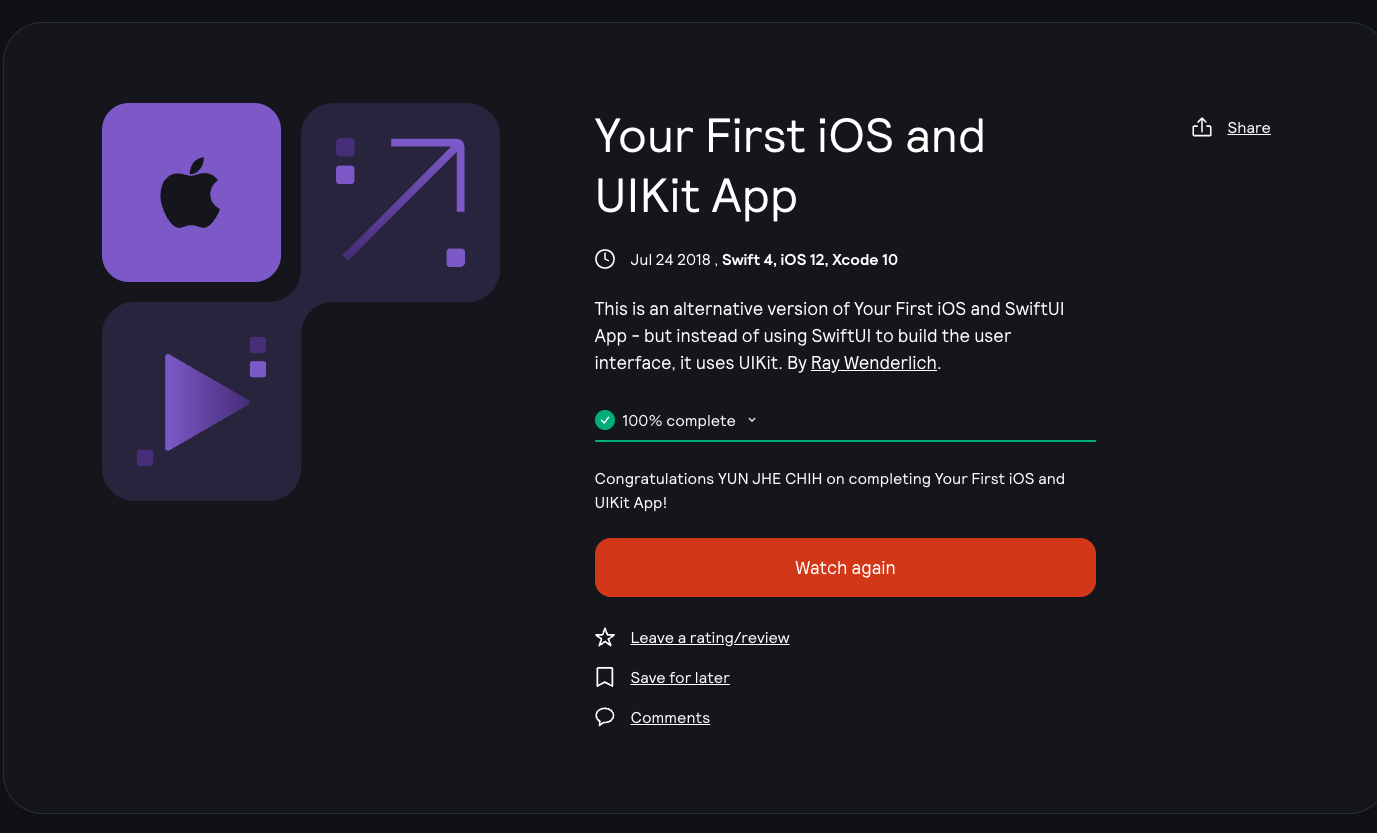 Your First iOS and
UIKit App
Share
Jul 24 2018 , Swift 4, iOS 12, Xcode 10
This is an alternative version of Your First iOS and SwiftUI
App - but instead of using SwiftUI to build the user
interface, it uses UIKit. By Ray Wenderlich.
100% complete
Congratulations YUN JHE CHIH on completing Your First iOS and
UIKit App!
Watch again
Leave a rating/review
Save for later
Comments